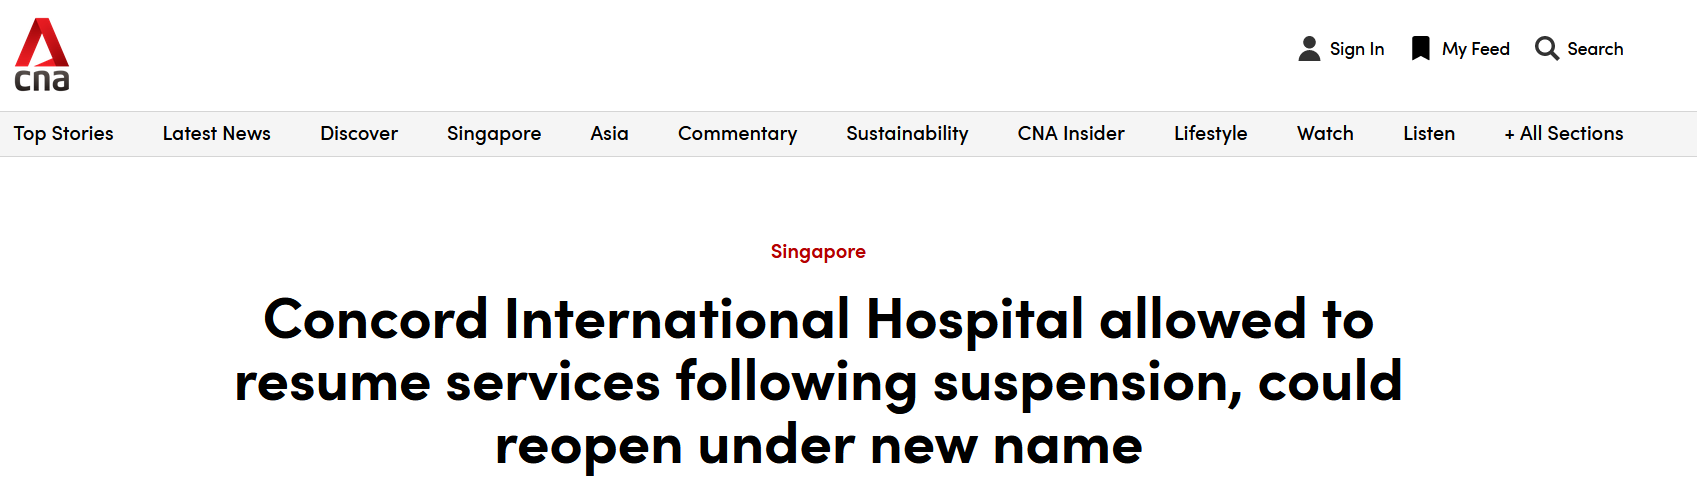 cna
Sign In My Feed Search
Top Stories Latest News Discover Singapore Asia Commentary Sustainability CNA Insider Lifestyle Watch Listen + All Sections
Singapore
Concord International Hospital allowed to
resume services following suspension, could
reopen under new name